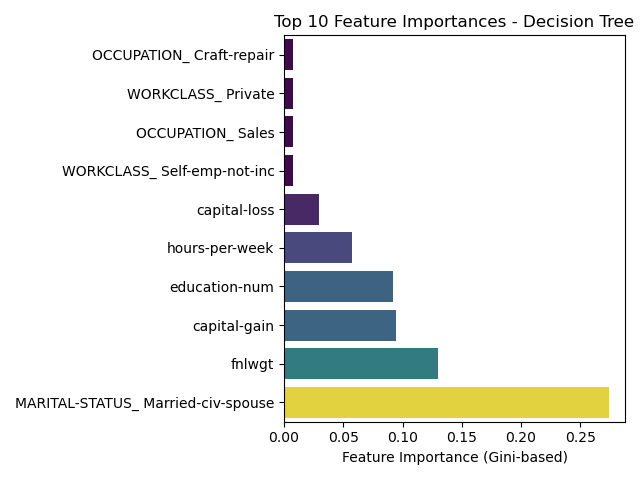 Top 10 Feature Importances - Decision Tree
OCCUPATION_ Craft-repair
WORKCLASS_ Private
OCCUPATION_ Sales
WORKCLASS_ Self-emp-not-inc
capital-loss
hours-per-week
education-num
capital-gain
fnlwgt
MARITAL-STATUS_ Married-civ-spouse
0.00 0.05 0.10 0.15 0.20 0.25
Feature Importance (Gini-based)